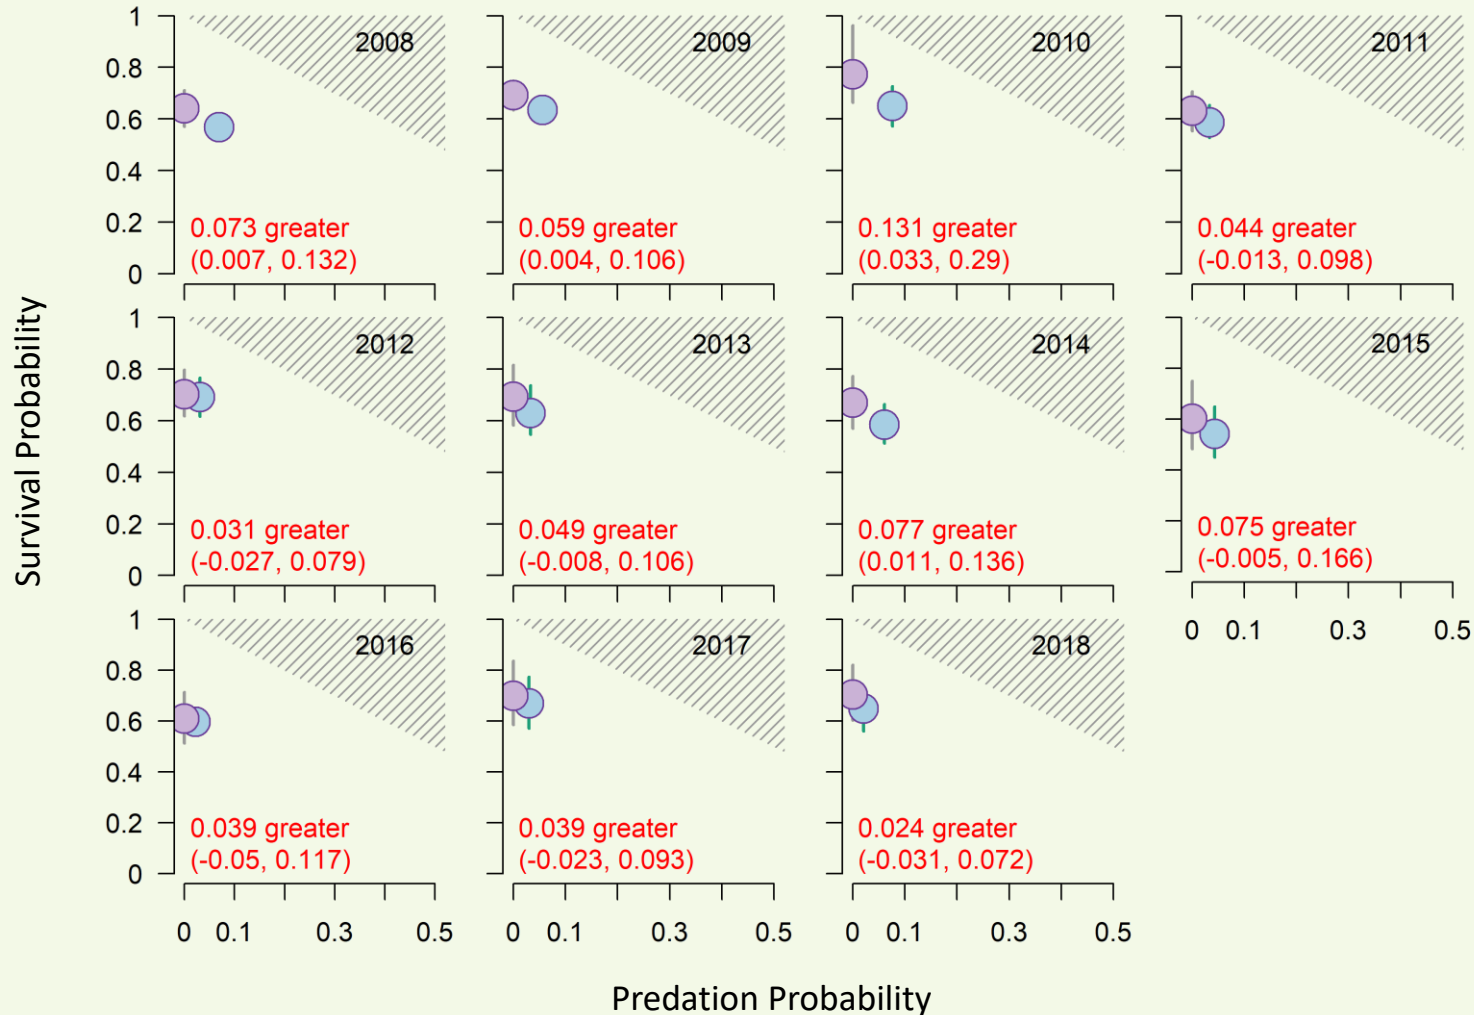 Survival Probability
1
0.8
0.6
0.4
0.2
0
2008
0.073 greater
(0.007, 0.132)
2009
0.059 greater
(0.004, 0.106)
2010
0.131 greater
(0.033, 0.29)
2011
0.044 greater
(-0.013, 0.098)
1
0.8
0.6
0.4
0.2
0
2012
0.031 greater
(-0.027, 0.079)
2013
0.049 greater
(-0.008, 0.106)
2014
0.077 greater
(0.011, 0.136)
2015
0.075 greater
(-0.005, 0.166)
0 0.1 0.3 0.5
1
0.8
0.6
0.4
0.2
0
2016
0.039 greater
(-0.05, 0.117)
2017
0.039 greater
(-0.023, 0.093)
2018
0.024 greater
(-0.031, 0.072)
0 0.1 0.3 0.5
0 0.1 0.3 0.5
0 0.1 0.3 0.5
Predation Probability